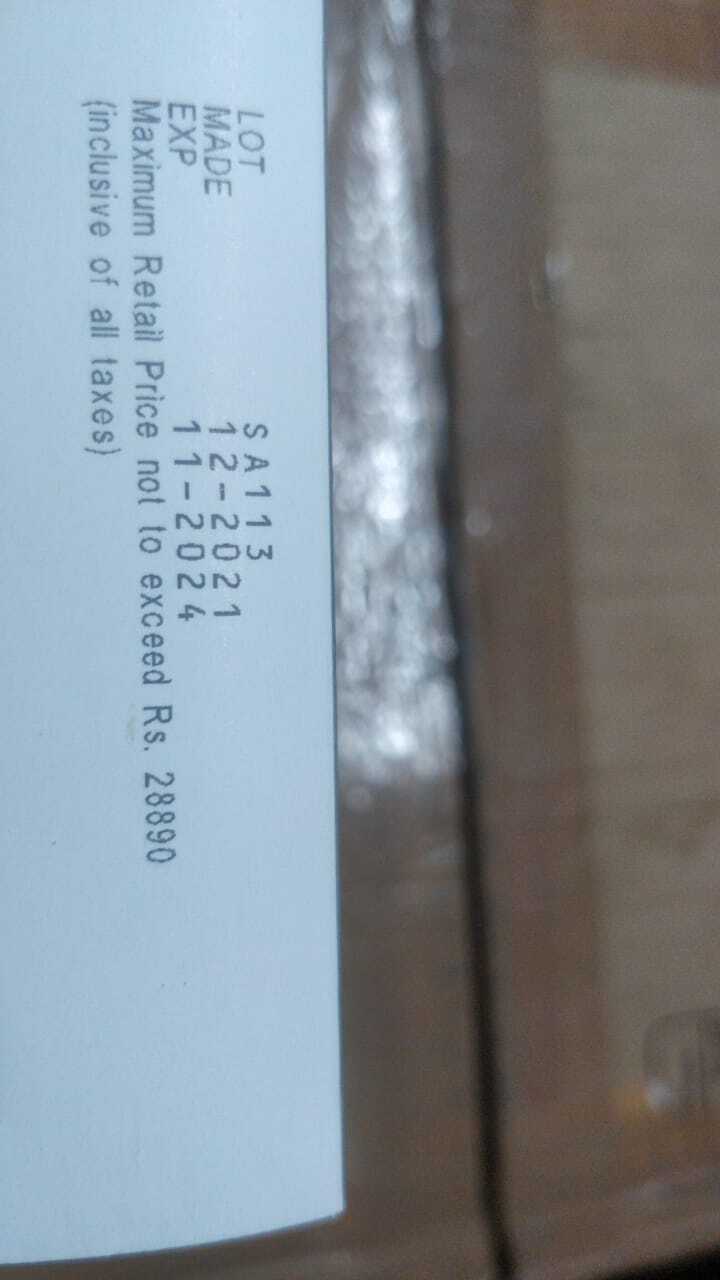 LOT SA113
MADE 12-2021
EXP 11-2024
Maximum Retail Price not to exceed Rs. 28890
(inclusive of all taxes)